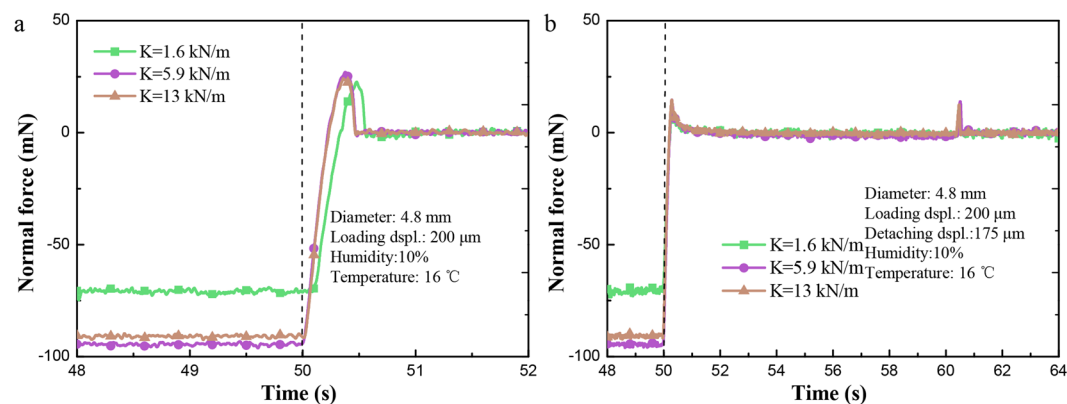 a
50
0
-50
-100
Normal force (mN)
K=1.6 kN/m
K=5.9 kN/m
K=13 kN/m
Diameter: 4.8 mm
Loading dspl.: 200 μm
Humidity:10%
Temperature: 16 ℃
48
49
50
51
52
Time (s)
b
50
0
-50
-100
Normal force (mN)
Diameter: 4.8 mm
Loading dspl.: 200 μm
Detaching dspl.:175 μm
Humidity:10%
Temperature: 16 ℃
K=1.6 kN/m
K=5.9 kN/m
K=13 kN/m
48
50
52
54
56
58
60
62
64
Time (s)